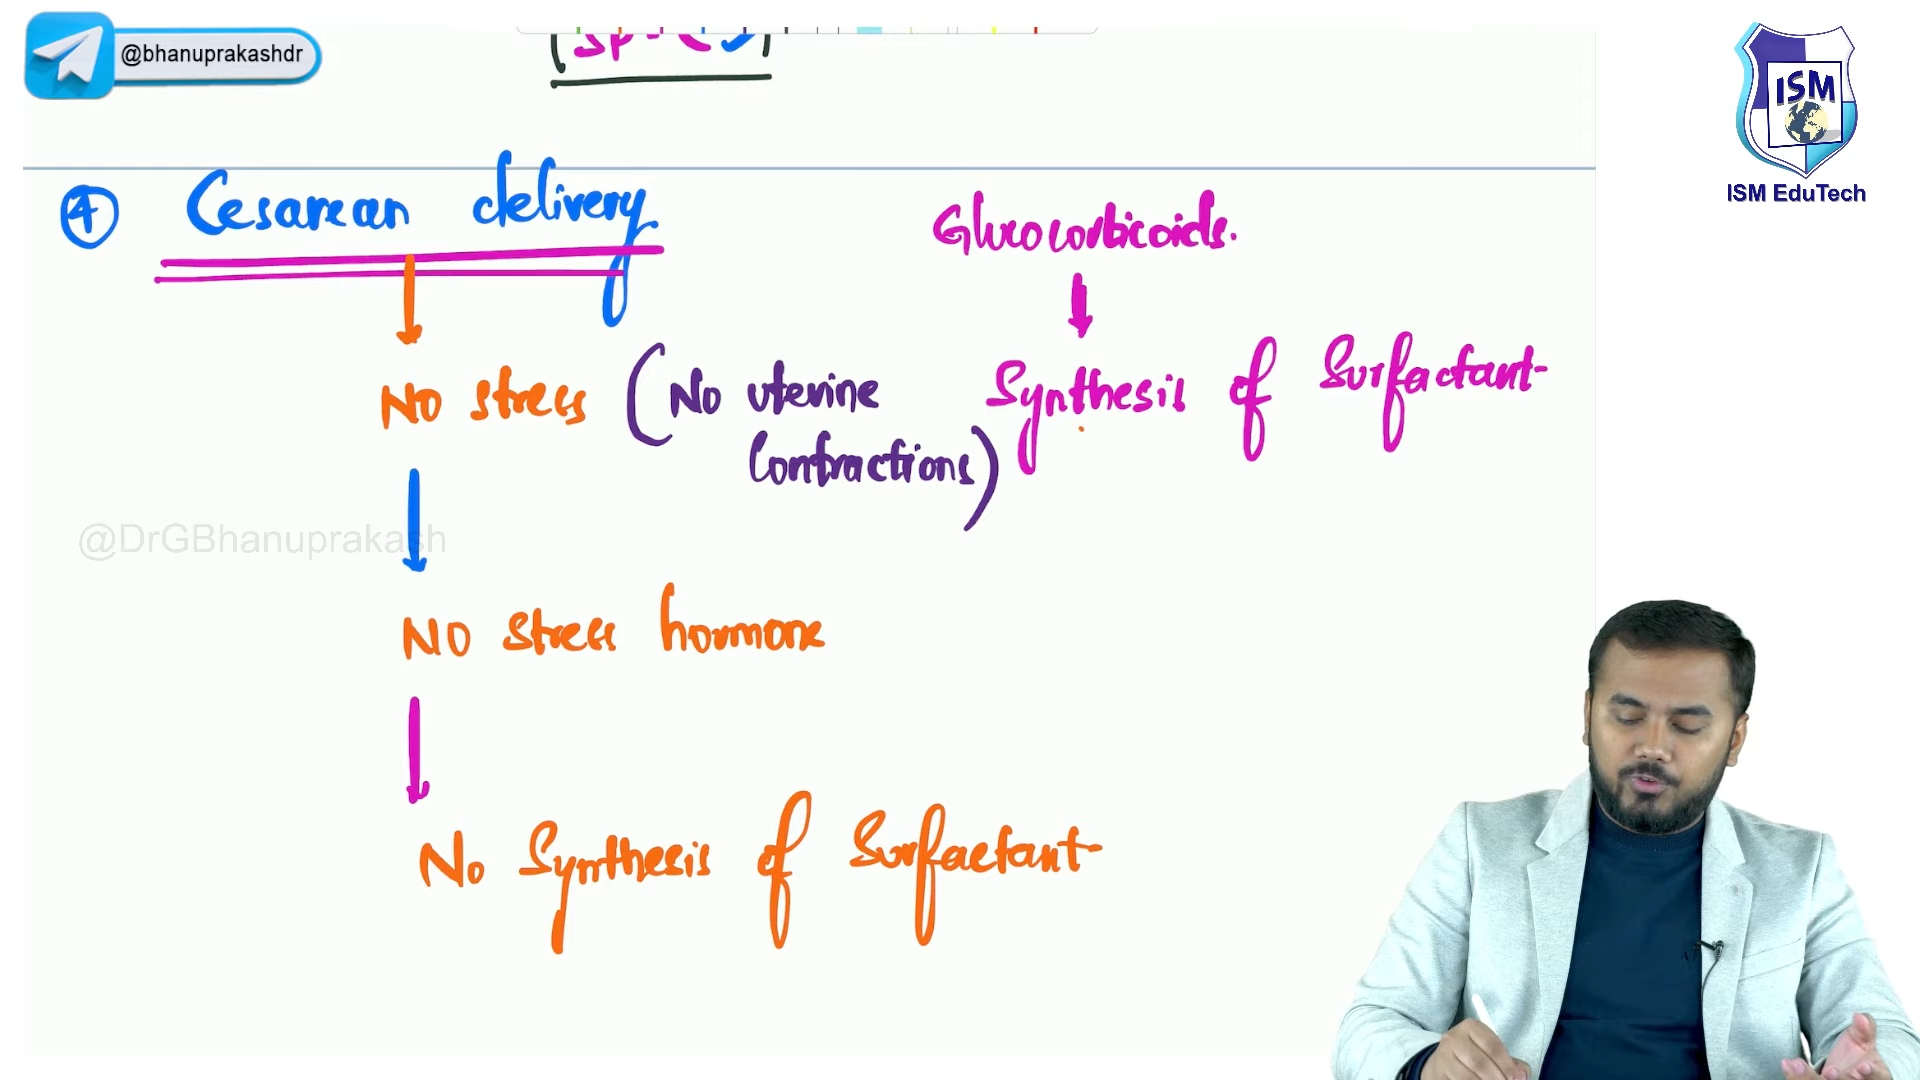 @bhanuprakashdr
ISM
ISM EduTech
4 Cesarean delivery
Glucocorticoids.
No stress (No uterine
contractions)
Synthesis of Surfactant
@DrGBhanuprakash
No stress hormone
No Synthesis of Surfactant